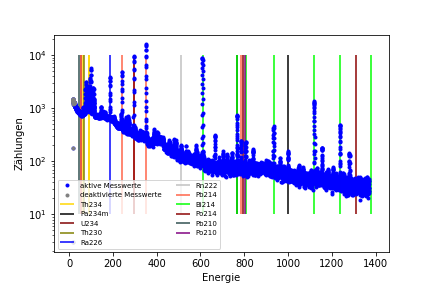 Zählungen
10⁴
10³
10²
10¹
aktive Messwerte
deaktivierte Messwerte
Th234
Pa234m
U234
Th230
Ra226
Rn222
Pb214
Bi214
Po214
Pb210
Po210
0 200 400 600 800 1000 1200 1400
Energie